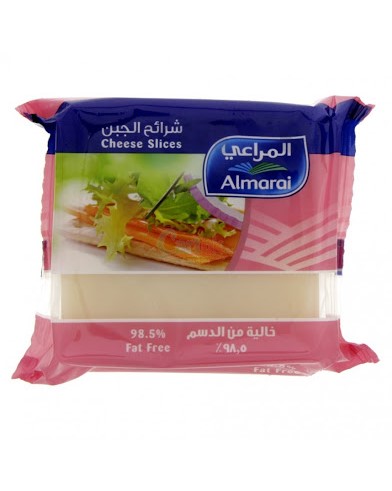 شرائح الجبن
Cheese Slices
المراعي
Almarai
98.5%
Fat Free
خالية من الدسم
٪٩٨,٥
Fat Free